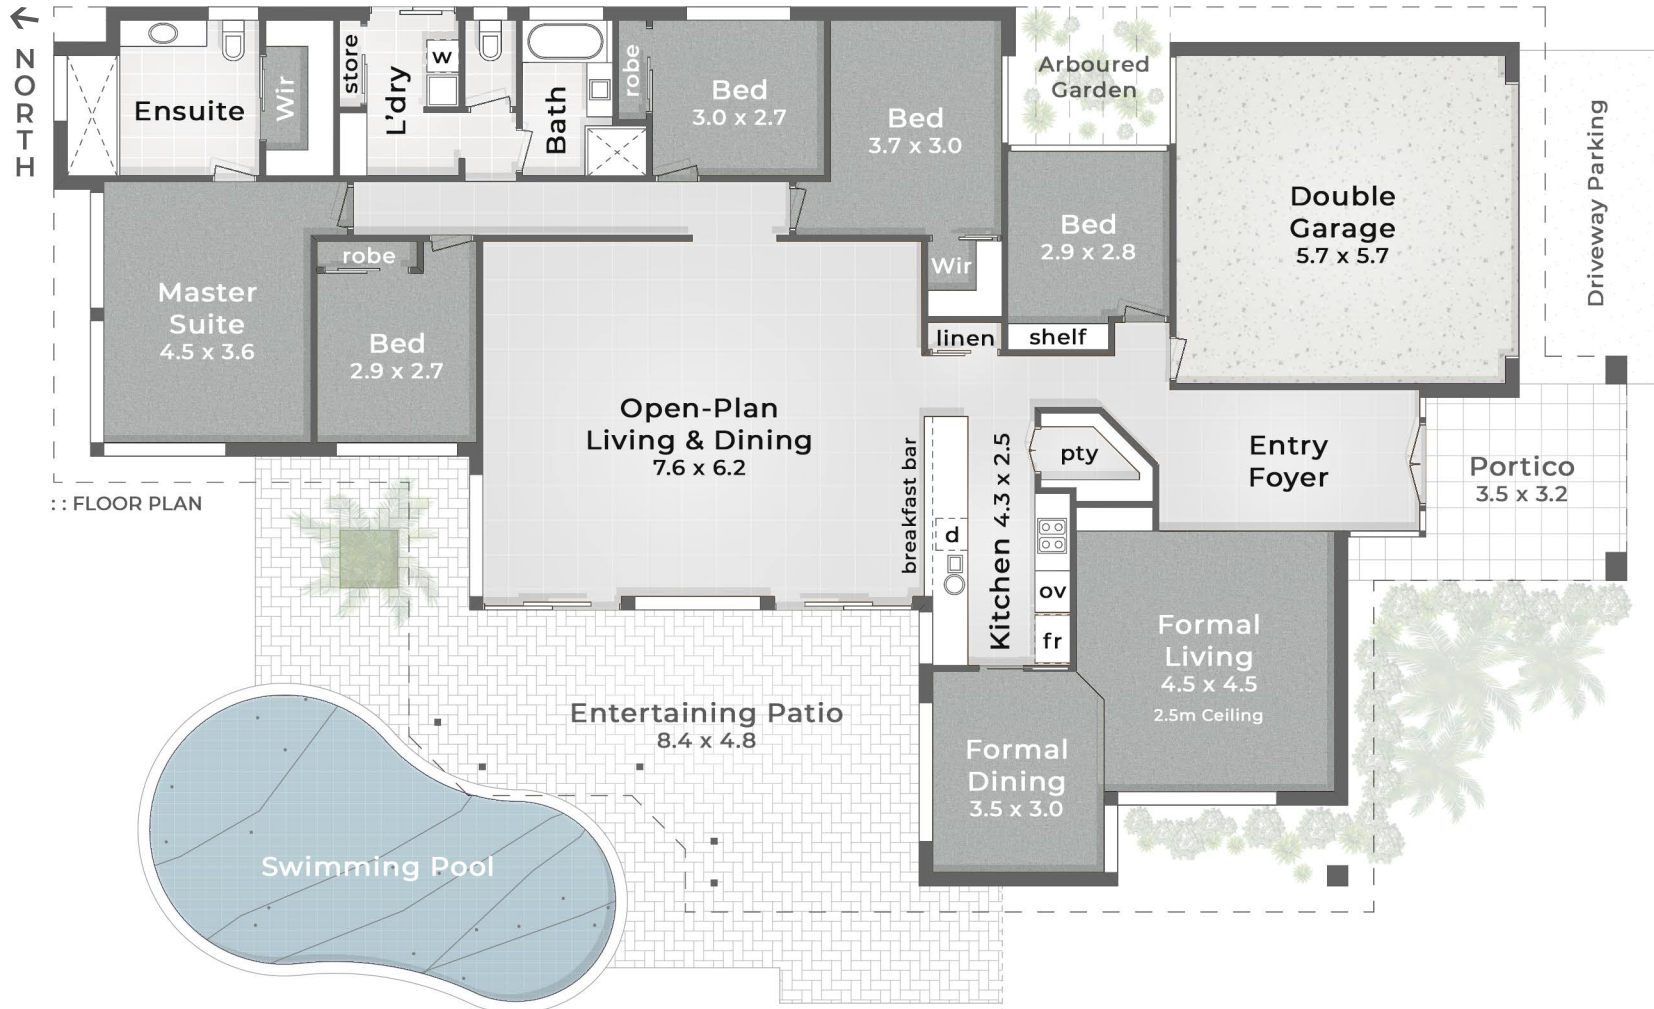 NORTH
Ensuite
Wir
store
L'dry
w
Bath
robe
Bed
3.0 x 2.7
Bed
3.7 x 3.0
Arboured
Garden
Double
Garage
5.7 x 5.7
Driveway Parking
Bed
2.9 x 2.8
Wir
linen
shelf
Master
Suite
4.5 x 3.6
robe
Bed
2.9 x 2.7
Open-Plan
Living & Dining
7.6 x 6.2
breakfast bar
d
Kitchen 4.3 x 2.5
pty
ov
fr
Entry
Foyer
Portico
3.5 x 3.2
:: FLOOR PLAN
Formal
Living
4.5 x 4.5
2.5m Ceiling
Entertaining Patio
8.4 x 4.8
Formal
Dining
3.5 x 3.0
Swimming Pool